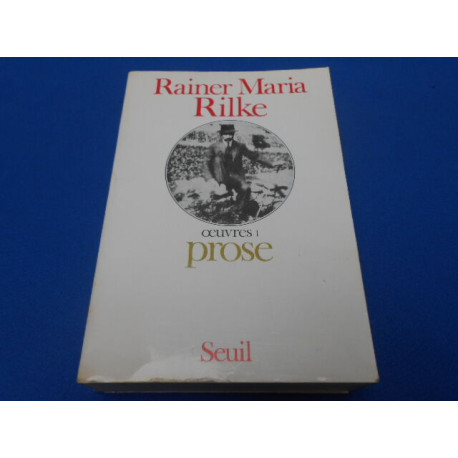 Rainer Maria
Rilke
œuvres 1
prose
Seuil